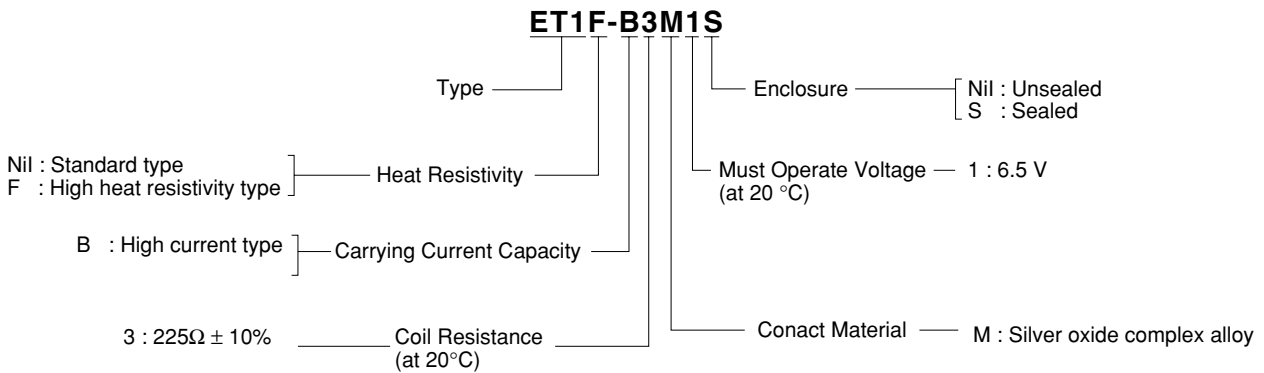 ET1F-B3M1S
Type
Enclosure
Nil : Unsealed
S : Sealed
Nil : Standard type
F : High heat resistivity type
Heat Resistivity
Must Operate Voltage
(at 20 °C)
1 : 6.5 V
B : High current type
Carrying Current Capacity
3 : 225Ω ± 10%
Coil Resistance
(at 20°C)
Conact Material
M : Silver oxide complex alloy